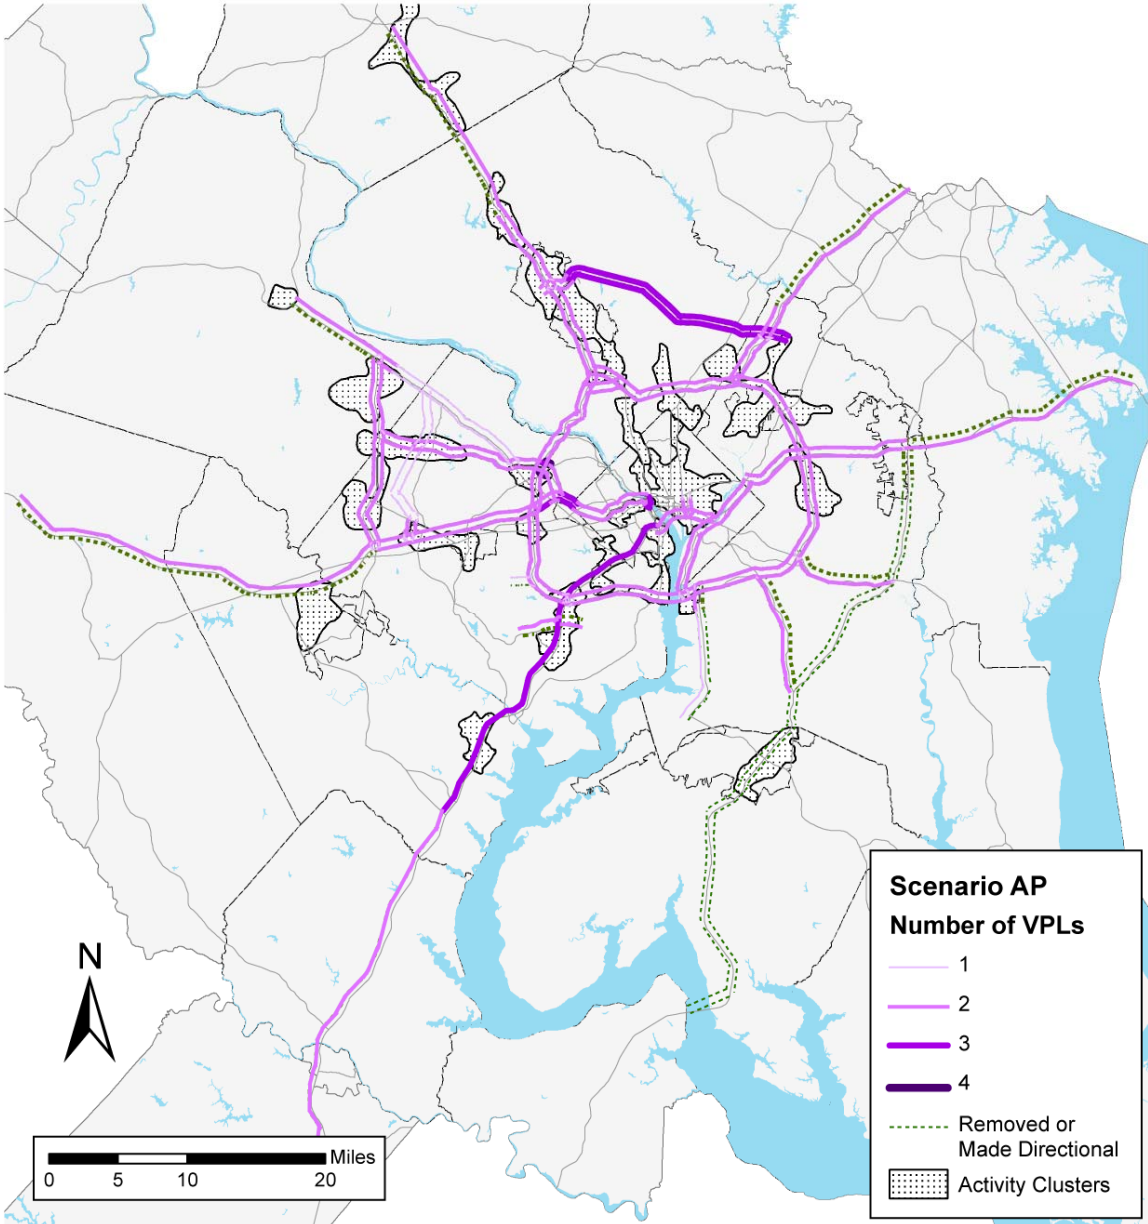 Scenario AP
Number of VPLs
1
2
3
4
Removed or
Made Directional
Activity Clusters
N
Miles
0 5 10 20